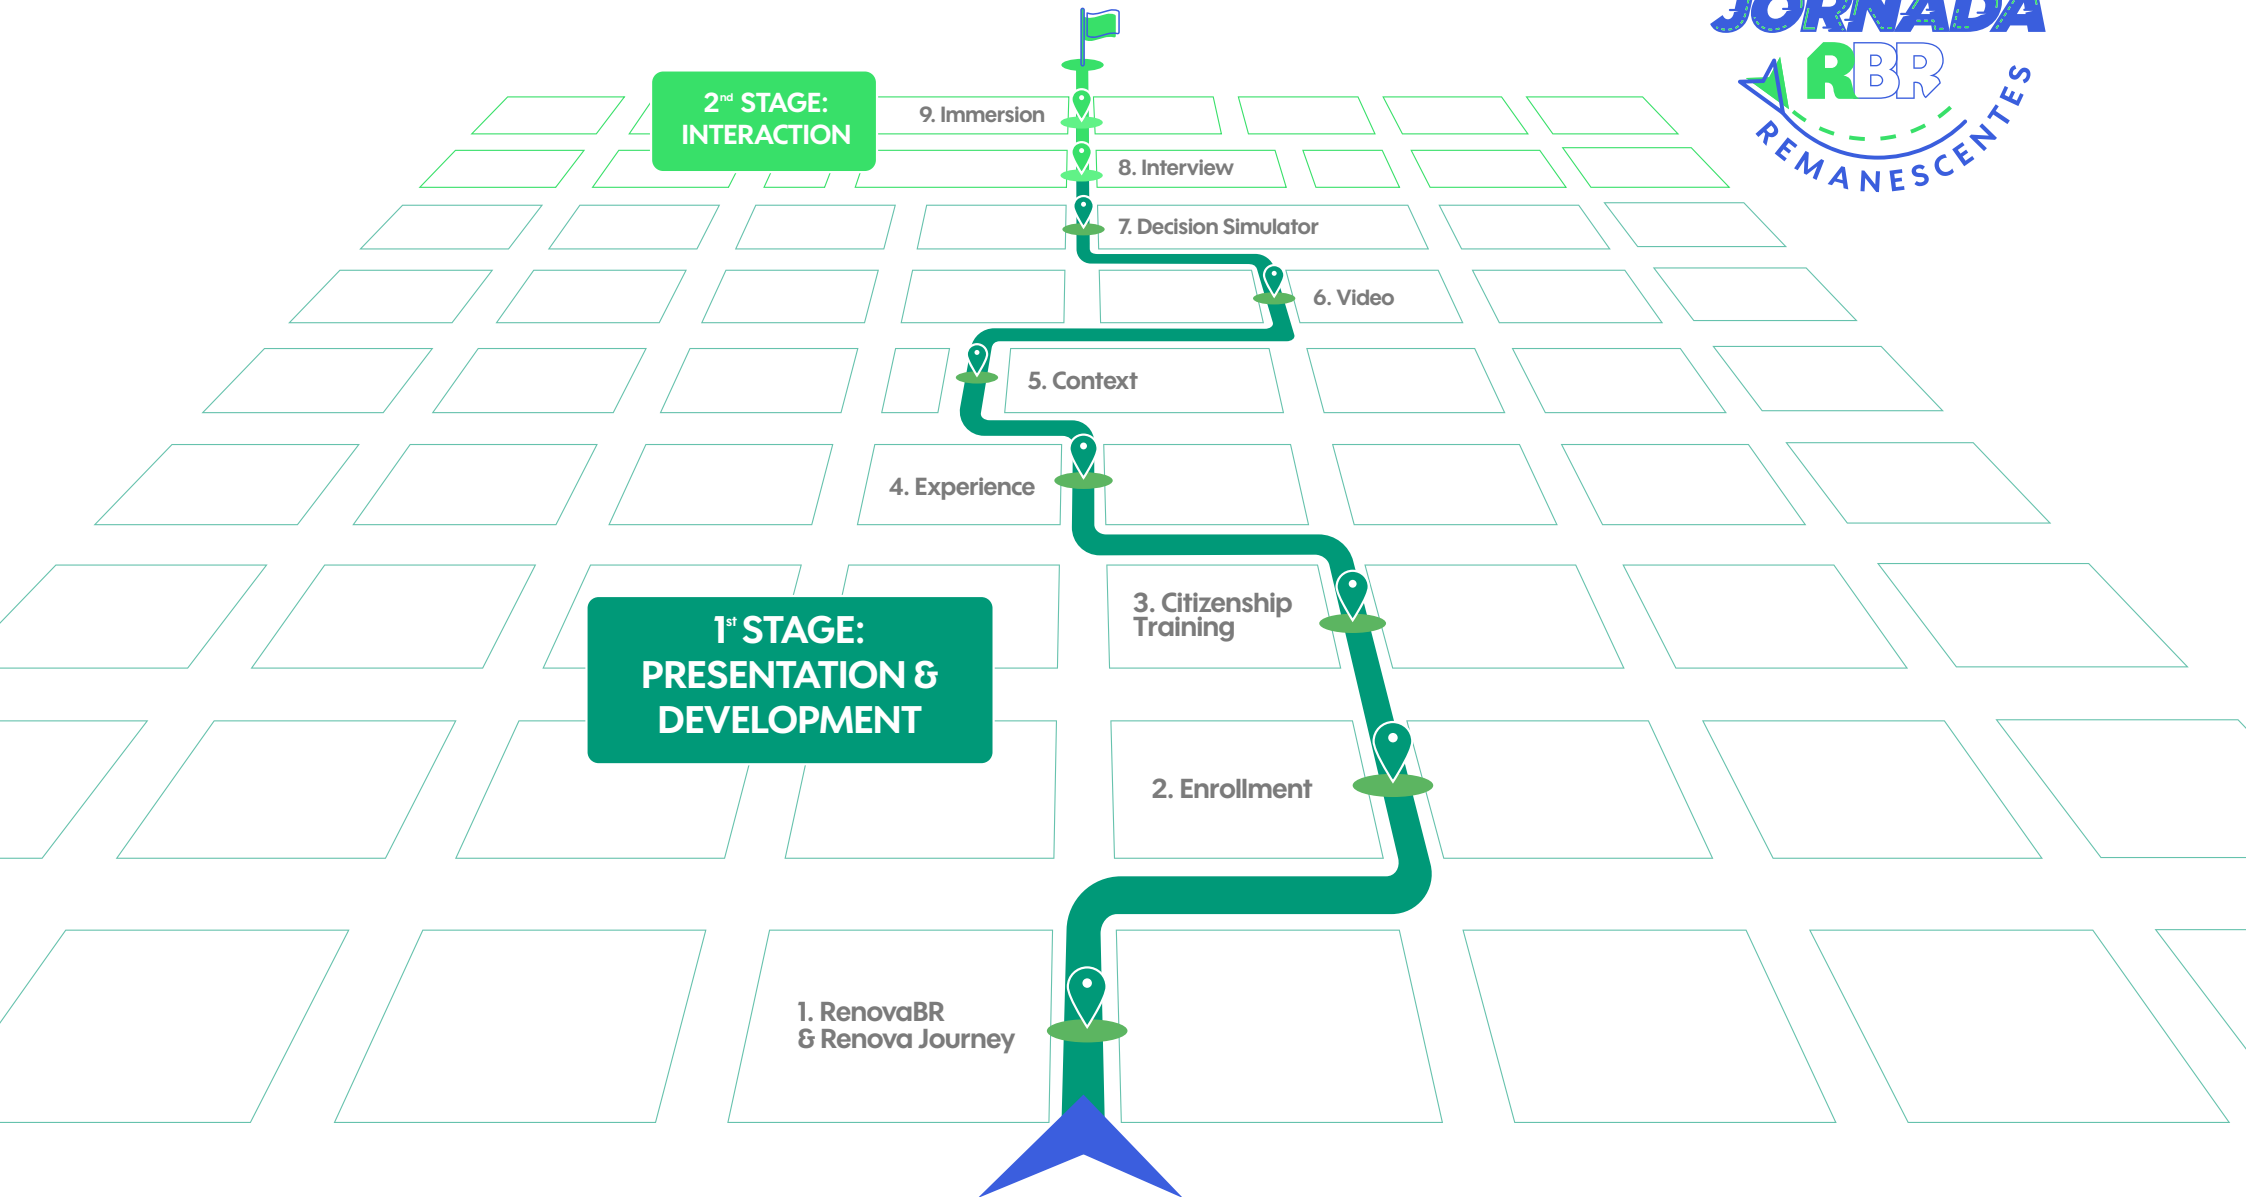 JORNADA
RBR
REMANESCENTES
2nd STAGE:
INTERACTION
9. Immersion
8. Interview
7. Decision Simulator
6. Video
5. Context
4. Experience
3. Citizenship
Training
1st STAGE:
PRESENTATION &
DEVELOPMENT
2. Enrollment
1. RenovaBR
& Renova Journey